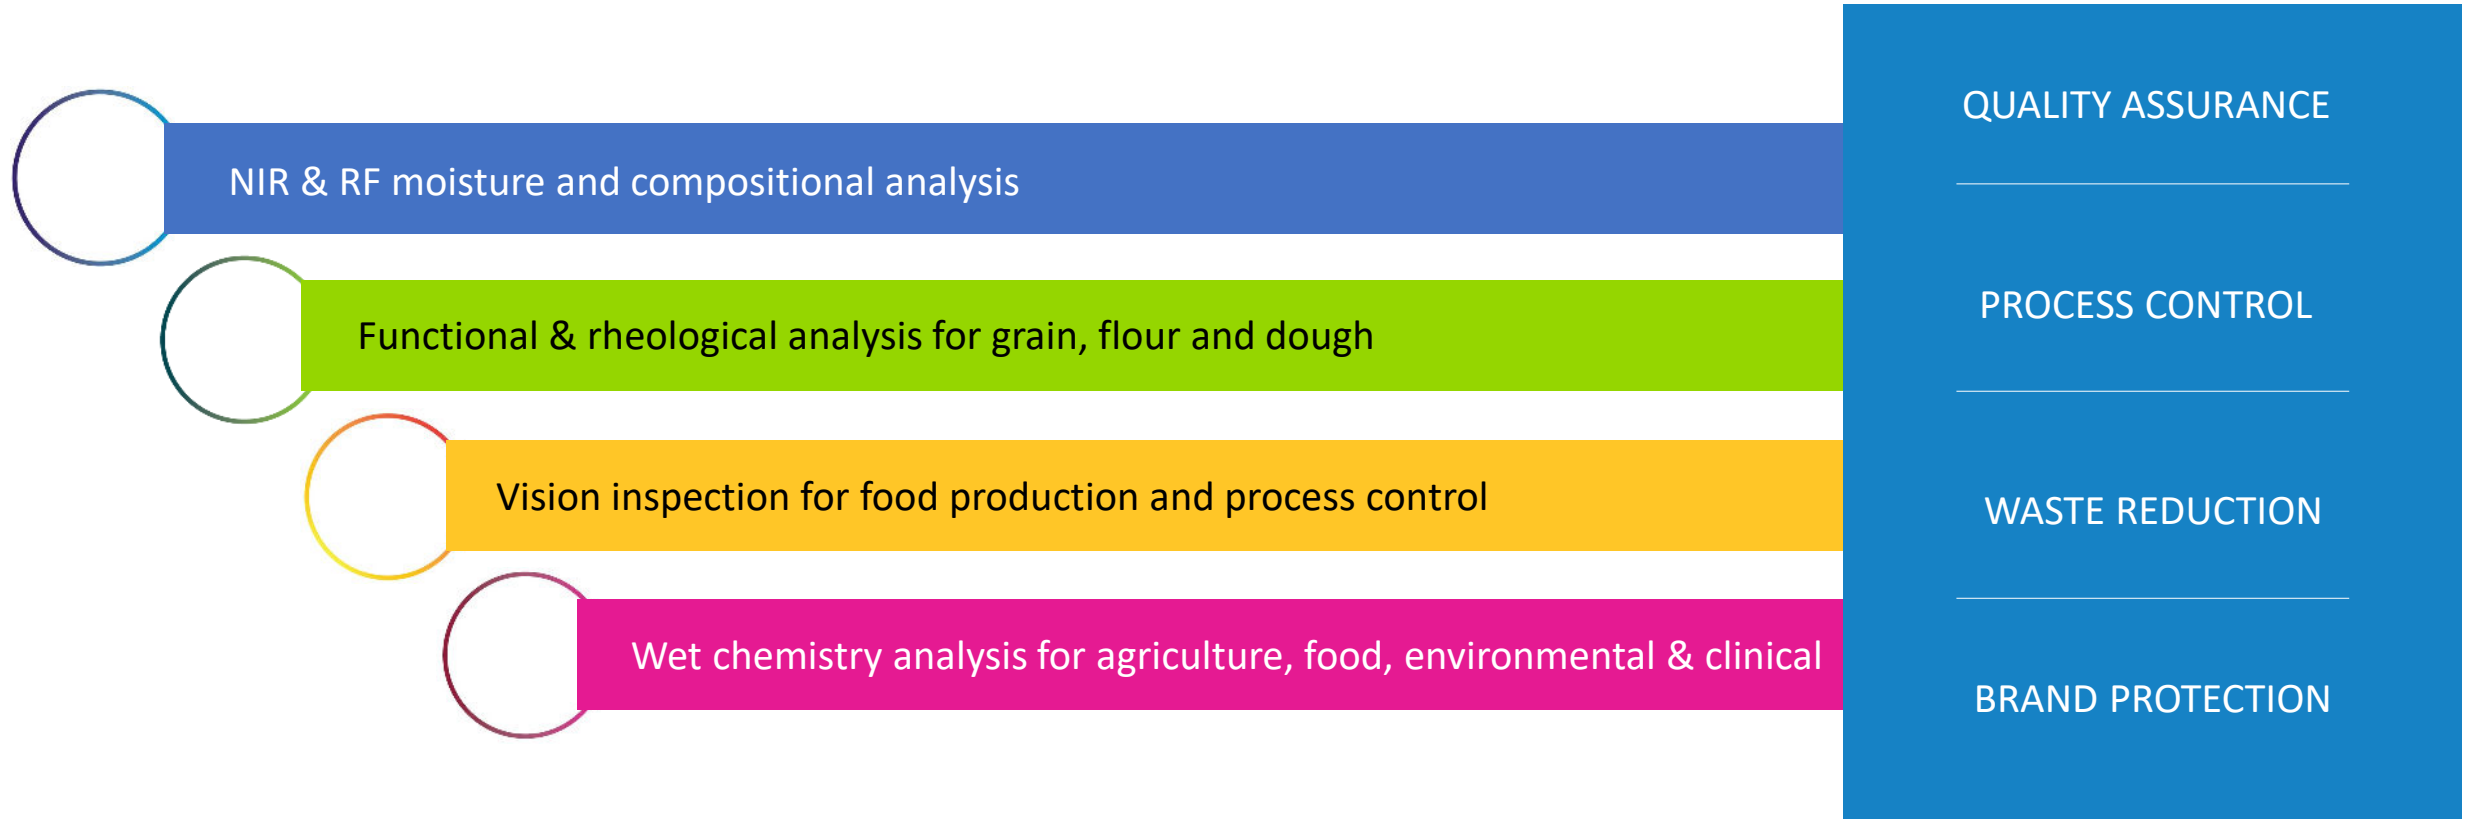 NIR & RF moisture and compositional analysis
Functional & rheological analysis for grain, flour and dough
Vision inspection for food production and process control
Wet chemistry analysis for agriculture, food, environmental & clinical
QUALITY ASSURANCE
PROCESS CONTROL
WASTE REDUCTION
BRAND PROTECTION